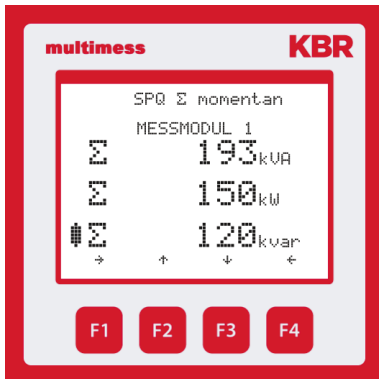 multimess KBR
SPQ Σ momentan
MESSMODUL 1
Σ 193kVA
Σ 150kW
Σ 120kvar
→ ↑ ↓ ←
F1 F2 F3 F4